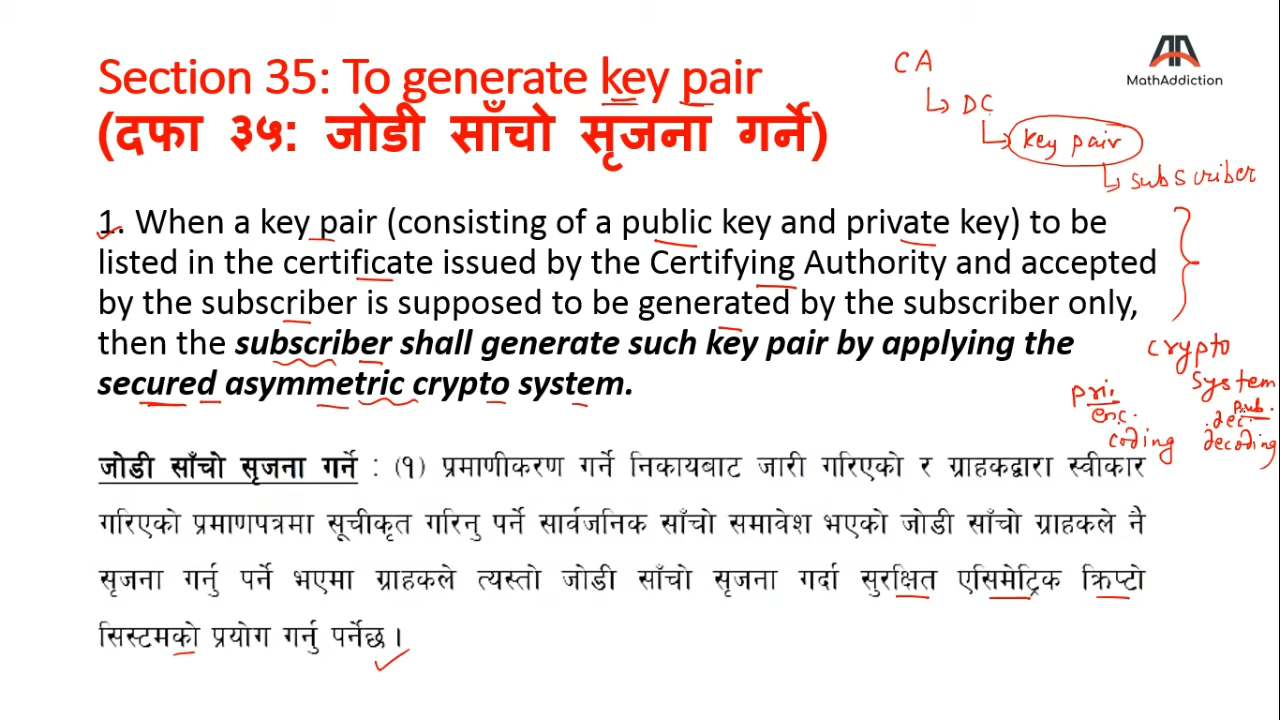 Section 35: To generate key pair
(दफा ३५: जोडी साँचो सृजना गर्ने)
MathAddiction
CA
DC
key pair
subscriber
1. When a key pair (consisting of a public key and private key) to be
listed in the certificate issued by the Certifying Authority and accepted
by the subscriber is supposed to be generated by the subscriber only,
then the subscriber shall generate such key pair by applying the
secured asymmetric crypto system.
crypto
system
pri.
enc.
coding
pub.
dec.
decoding
जोडी साँचो सृजना गर्ने : (१) प्रमाणीकरण गर्ने निकायबाट जारी गरिएको र ग्राहकद्वारा स्वीकार
गरिएको प्रमाणपत्रमा सूचीकृत गरिनु पर्ने सार्वजनिक साँचो समावेश भएको जोडी साँचो ग्राहकले नै
सृजना गर्नु पर्ने भएमा ग्राहकले त्यस्तो जोडी साँचो सृजना गर्दा सुरक्षित एसिमेट्रिक क्रिप्टो
सिस्टमको प्रयोग गर्नु पर्नेछ ।